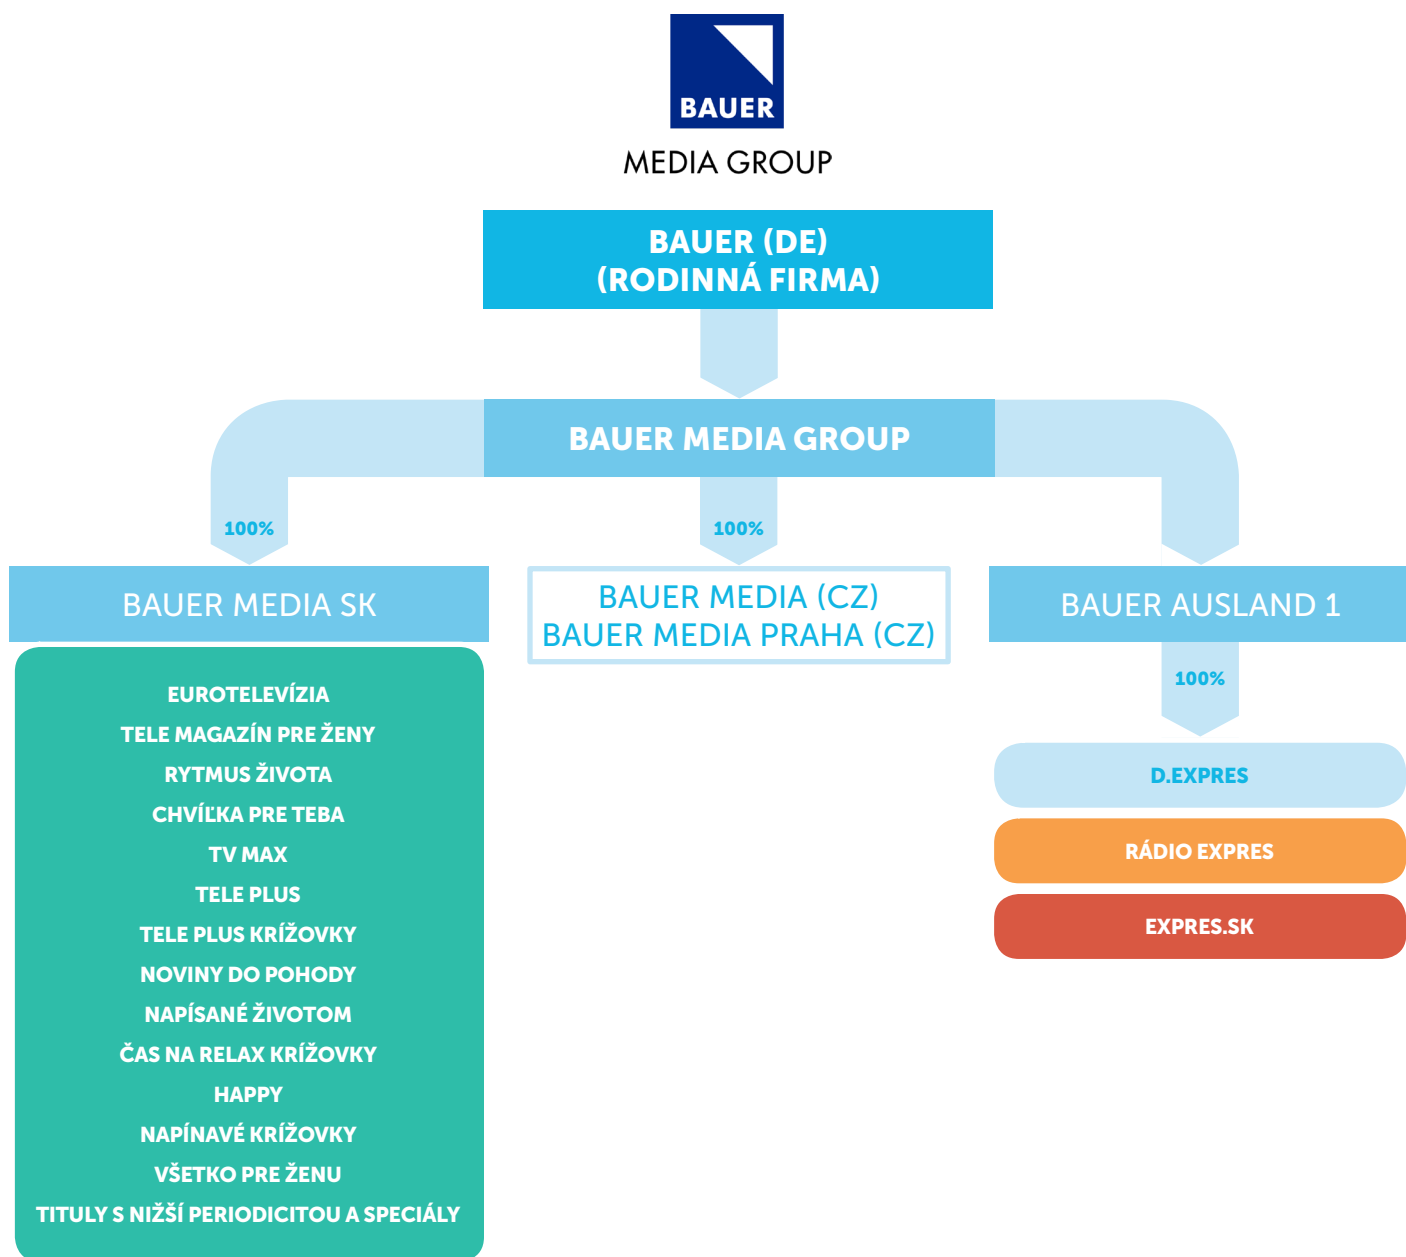 BAUER
MEDIA GROUP
BAUER (DE)
(RODINNÁ FIRMA)
BAUER MEDIA GROUP
100%
100%
BAUER MEDIA SK
BAUER MEDIA (CZ)
BAUER MEDIA PRAHA (CZ)
BAUER AUSLAND 1
100%
EUROTELEVÍZIA
TELE MAGAZÍN PRE ŽENY
RYTMUS ŽIVOTA
CHVÍĽKA PRE TEBA
TV MAX
TELE PLUS
TELE PLUS KRÍŽOVKY
NOVINY DO POHODY
NAPÍSANÉ ŽIVOTOM
ČAS NA RELAX KRÍŽOVKY
HAPPY
NAPÍNAVÉ KRÍŽOVKY
VŠETKO PRE ŽENU
TITULY S NIŽŠÍ PERIODICITOU A SPECIÁLY
D.EXPRES
RÁDIO EXPRES
EXPRES.SK